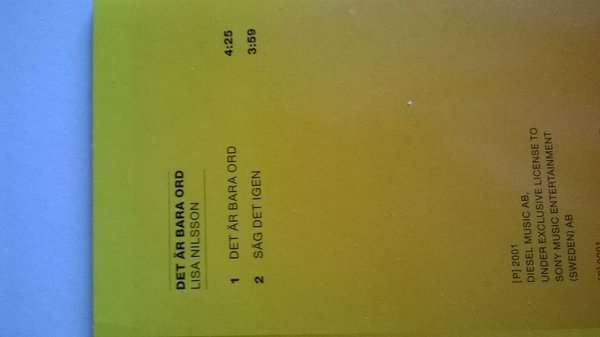 DET ÄR BARA ORD
LISA NILSSON
1 DET ÄR BARA ORD 4:25
2 SÄG DET IGEN 3:59
[P] 2001
DIESEL MUSIC AB,
UNDER EXCLUSIVE LICENSE TO
SONY MUSIC ENTERTAINMENT
(SWEDEN) AB